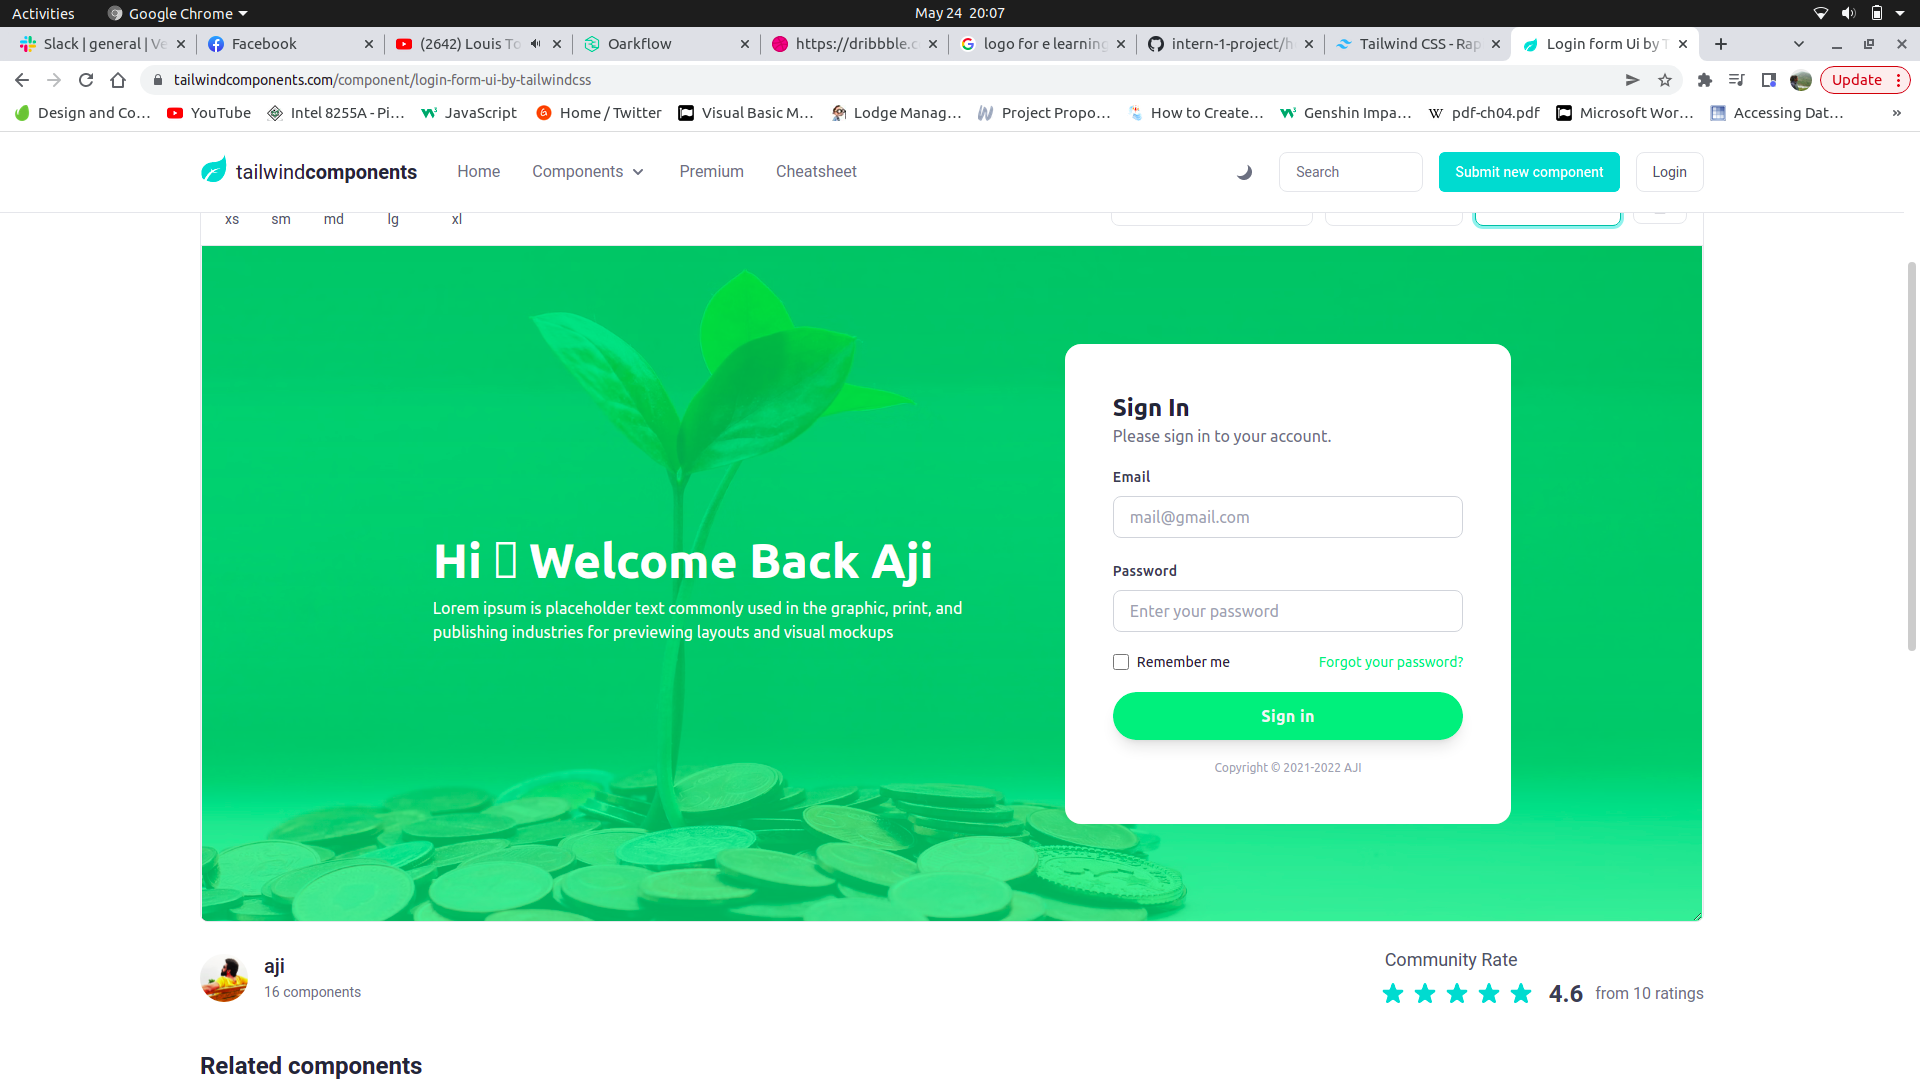 Activities Google Chrome May 24 20:07
Slack | general | Ve Facebook (2642) Louis To Oarkflow https://dribbble.c logo for e learning intern-1-project/h Tailwind CSS - Rap Login form Ui by T
tailwindcomponents.com/component/login-form-ui-by-tailwindcss Update
Design and Co... YouTube Intel 8255A - Pi... JavaScript Home / Twitter Visual Basic M... Lodge Manag... Project Propo... How to Create... Genshin Impa... pdf-ch04.pdf Microsoft Wor... Accessing Dat... »
tailwindcomponents Home Components Premium Cheatsheet Search Submit new component Login
xs sm md lg xl
Sign In
Please sign in to your account.
Email
mail@gmail.com
Hi Welcome Back Aji
Lorem ipsum is placeholder text commonly used in the graphic, print, and
publishing industries for previewing layouts and visual mockups
Password
Enter your password
Remember me Forgot your password?
Sign in
Copyright © 2021-2022 AJI
aji
16 components
Community Rate
4.6 from 10 ratings
Related components